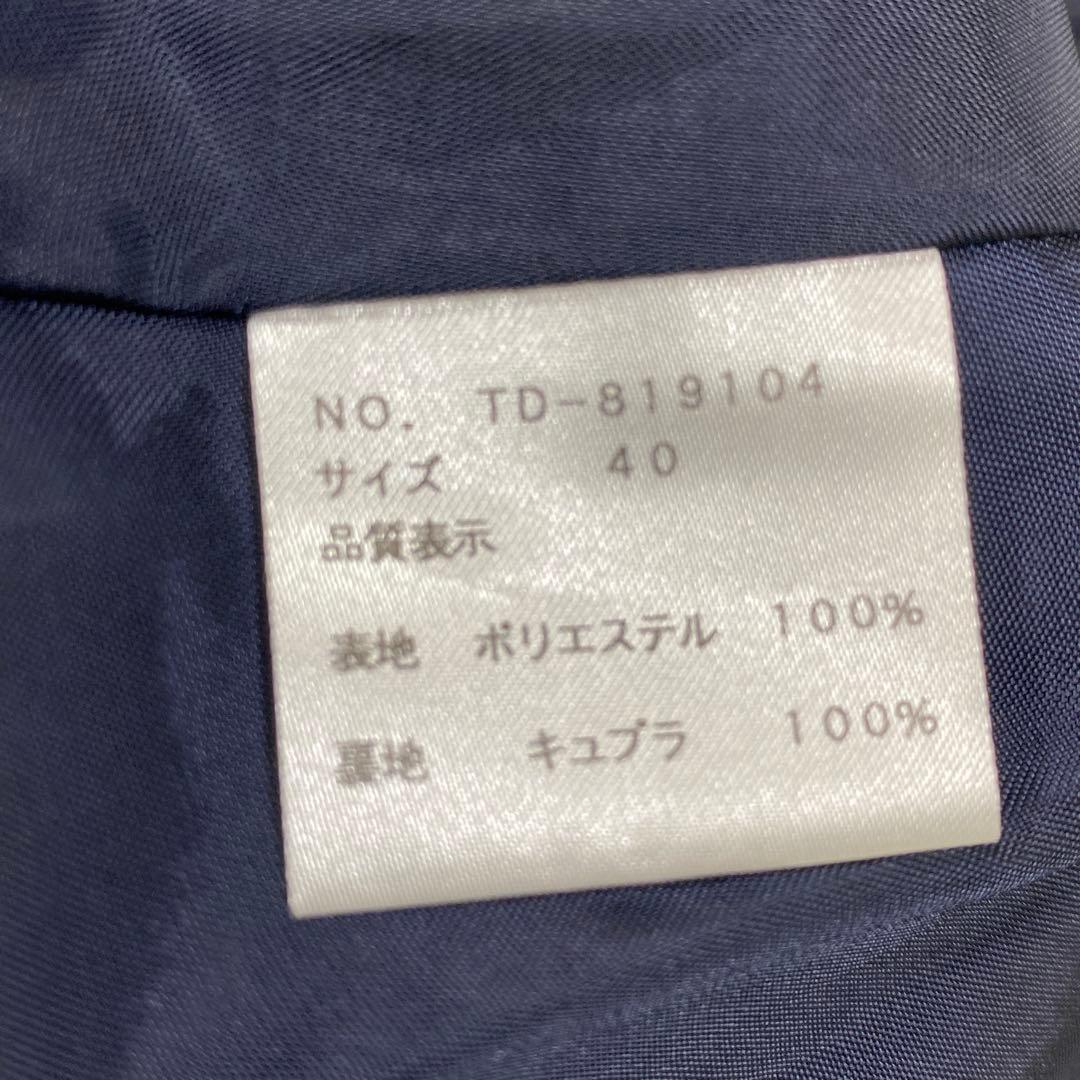 NO. TD-819104
サイズ 40
品質表示
表地 ポリエステル 100%
裏地 キュプラ 100%